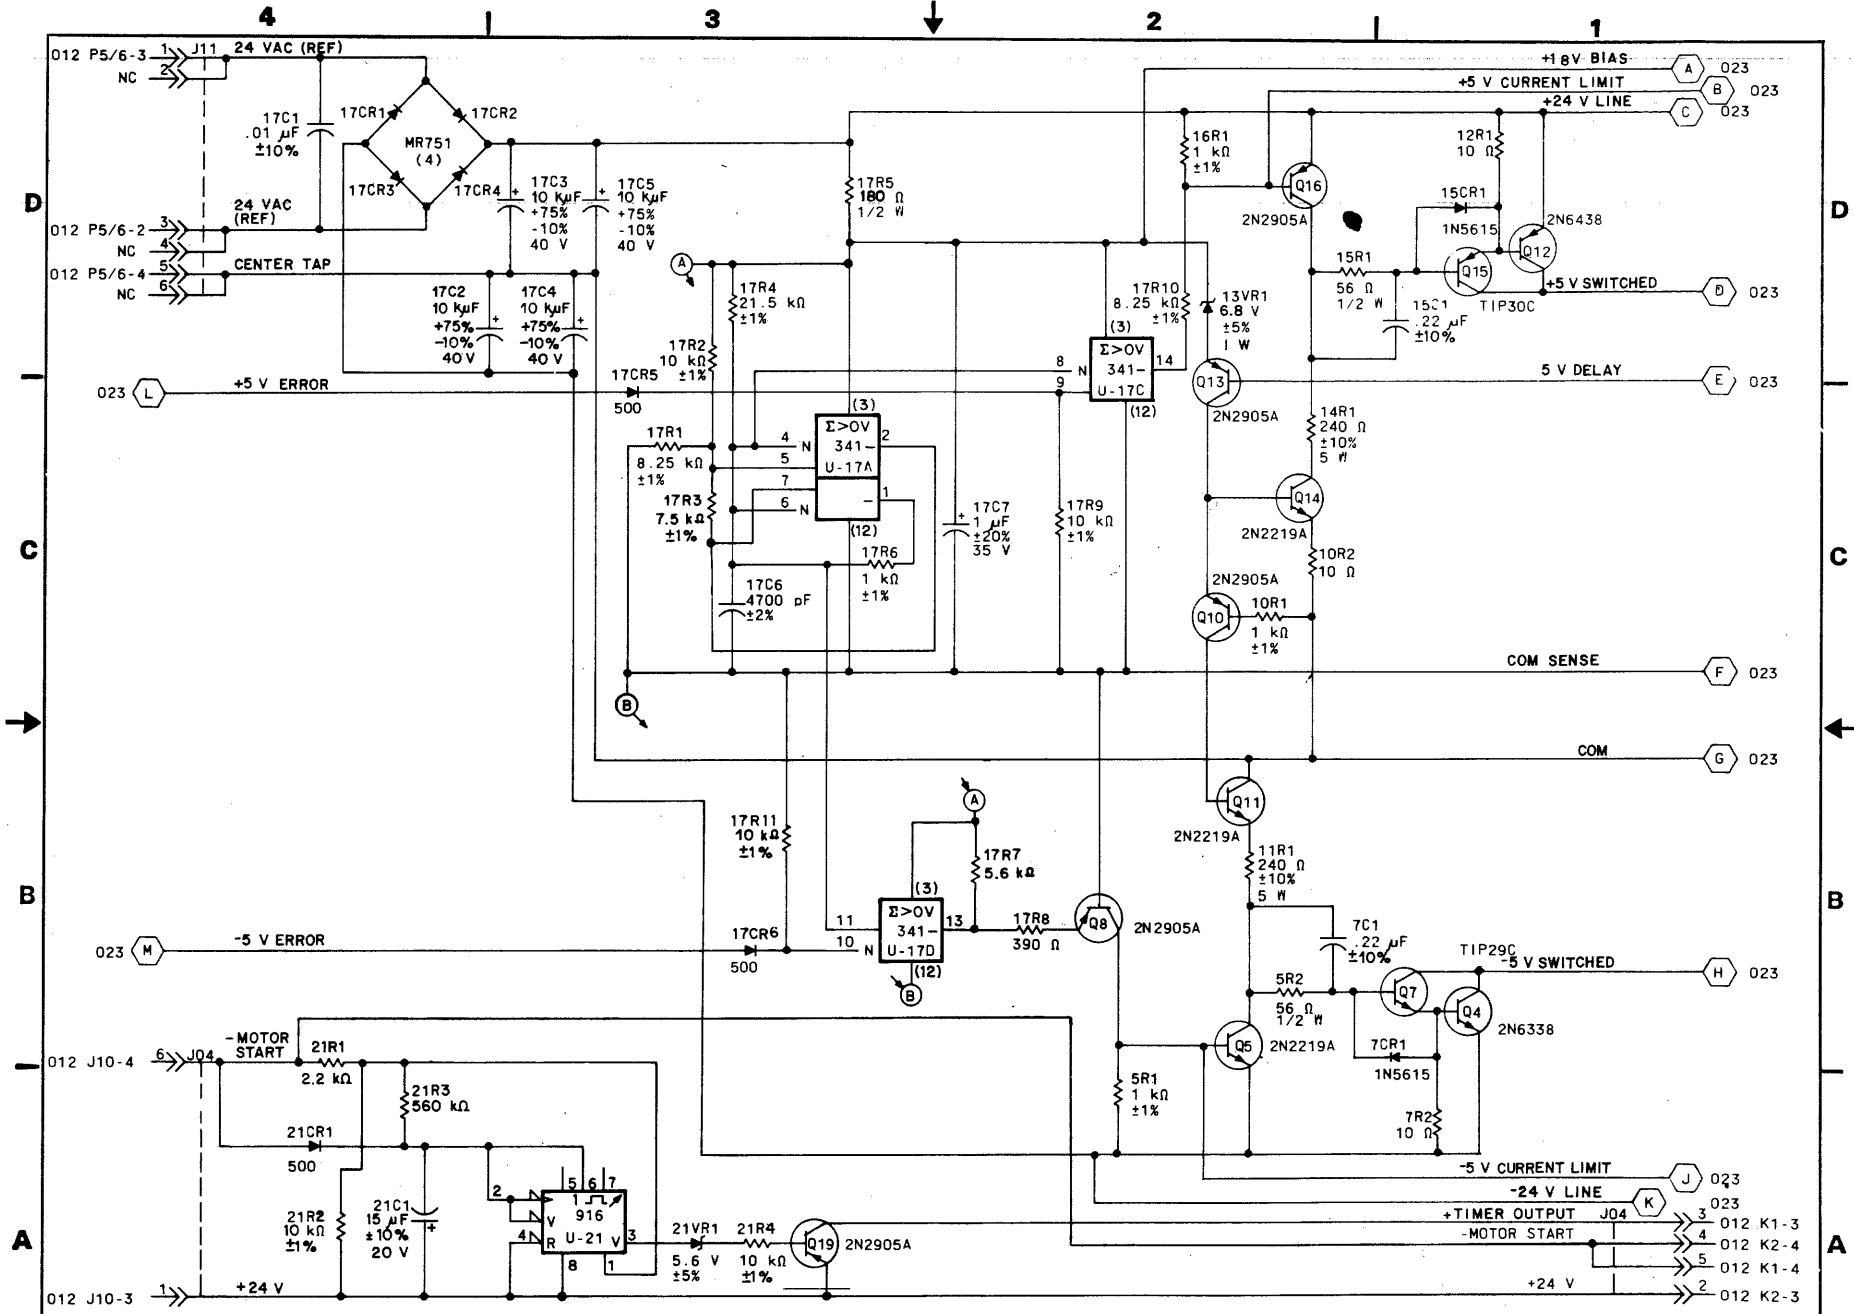 4
3
2
1
012 P5/6-3
1
J11
24 VAC (REF)
NC
2
17C1
.01 µF
±10%
17CR1
17CR2
MR751
(4)
17CR3
17CR4
17C3
10 KµF
+75%
-10%
40 V
17C5
10 KµF
+75%
-10%
40 V
D
24 VAC
(REF)
012 P5/6-2
3
NC
4
012 P5/6-4
5
CENTER TAP
NC
6
17C2
10 KµF
+75%
-10%
40 V
17C4
10 KµF
+75%
-10%
40 V
17R5
180 Ω
1/2 W
A
17R4
21.5 kΩ
±1%
17R2
10 kΩ
±1%
+18V BIAS
A
023
+5 V CURRENT LIMIT
B
023
+24 V LINE
C
023
16R1
1 kΩ
±1%
Q16
2N2905A
12R1
10 Ω
15CR1
1N5615
2N6438
Q12
Q15
TIP30C
15R1
56 Ω
1/2 W
15C1
.22 µF
±10%
+5 V SWITCHED
D
023
D
17R10
8.25 kΩ
±1%
13VR1
6.8 V
±5%
1 W
(3)
Σ>0V
341-
U-17C
(12)
8
N
9
14
Q13
2N2905A
5 V DELAY
E
023
023
L
+5 V ERROR
17CR5
500
17R1
8.25 kΩ
±1%
17R3
7.5 kΩ
±1%
(3)
Σ>0V
341-
U-17A
-
(12)
4
N
5
7
6
N
2
1
17R6
1 kΩ
±1%
17C6
4700 pF
±2%
17C7
1 µF
±20%
35 V
17R9
10 kΩ
±1%
14R1
240 Ω
±10%
5 W
Q14
2N2219A
10R2
10 Ω
2N2905A
Q10
10R1
1 kΩ
±1%
C
C
COM SENSE
F
023
B
COM
G
023
A
Q11
2N2219A
11R1
240 Ω
±10%
5 W
17R11
10 kΩ
±1%
17R7
5.6 kΩ
(3)
Σ>0V
341-
U-17D
(12)
11
10
N
13
17R8
390 Ω
Q8
2N2905A
B
B
B
023
M
-5 V ERROR
17CR6
500
7C1
.22 µF
±10%
TIP29C
-5 V SWITCHED
H
023
5R2
56 Ω
1/2 W
Q7
Q4
2N6338
Q5
2N2219A
7CR1
1N5615
5R1
1 kΩ
±1%
7R2
10 Ω
012 J10-4
6
J04
-MOTOR
START
21R1
2.2 kΩ
21R3
560 kΩ
21CR1
500
21R2
10 kΩ
±1%
21C1
15 µF
±10%
20 V
2
4
5
6
7
1
916
V
R
U-21
V
3
8
1
21VR1
5.6 V
±5%
21R4
10 kΩ
±1%
Q19
2N2905A
-5 V CURRENT LIMIT
J
023
-24 V LINE
K
023
+TIMER OUTPUT
J04
3
012 K1-3
-MOTOR START
4
012 K2-4
5
012 K1-4
+24 V
2
012 K2-3
A
A
012 J10-3
1
+24 V